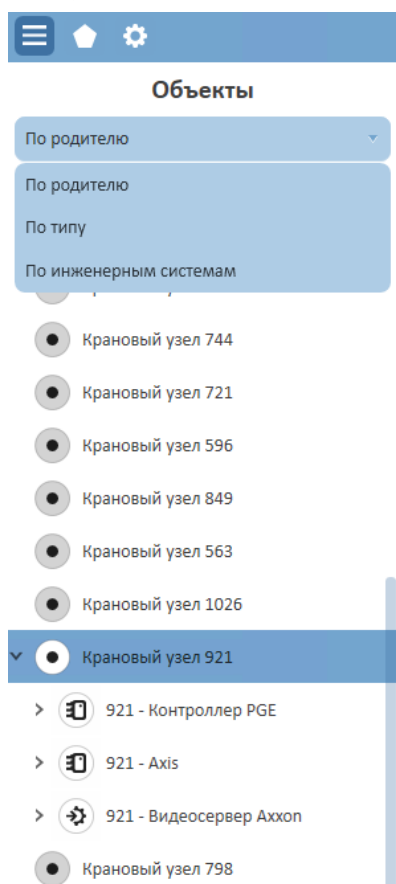 Объекты
По родителю
По родителю
По типу
По инженерным системам
Крановый узел 744
Крановый узел 721
Крановый узел 596
Крановый узел 849
Крановый узел 563
Крановый узел 1026
Крановый узел 921
921 - Контроллер PGE
921 - Axis
921 - Видеосервер Axxon
Крановый узел 798